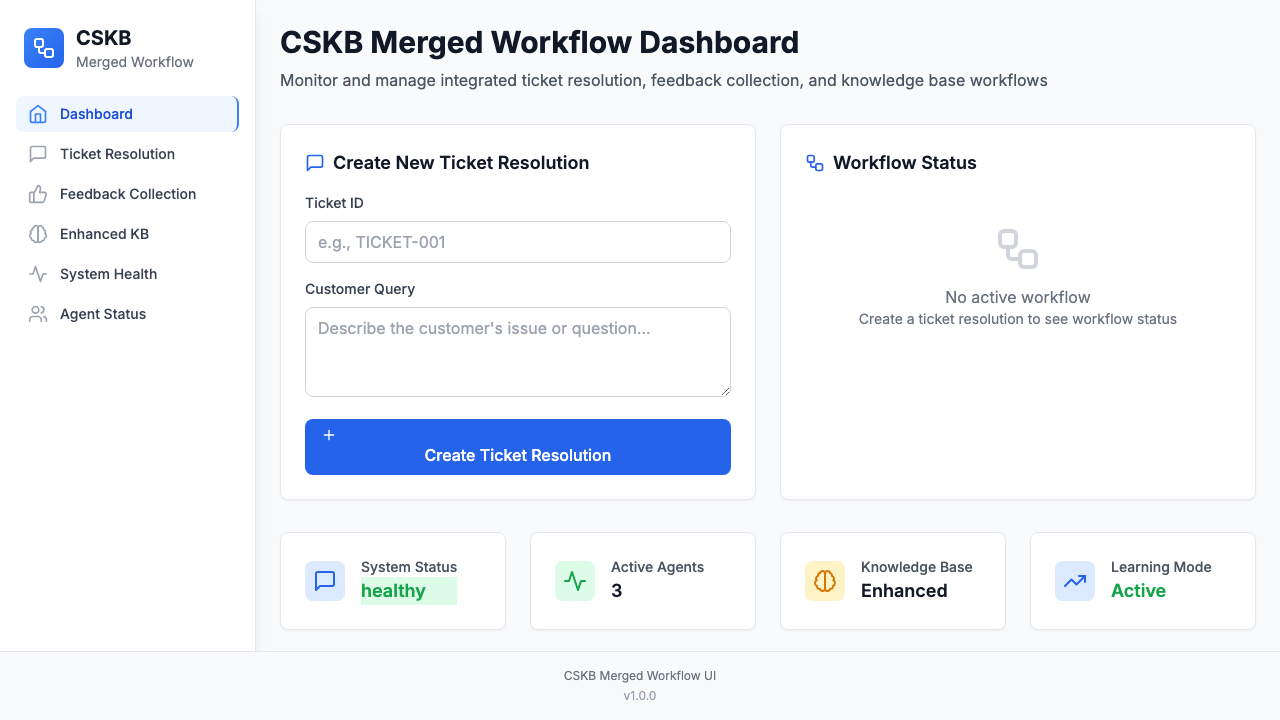 CSKB
Merged Workflow
Dashboard
Ticket Resolution
Feedback Collection
Enhanced KB
System Health
Agent Status
CSKB Merged Workflow Dashboard
Monitor and manage integrated ticket resolution, feedback collection, and knowledge base workflows
Create New Ticket Resolution
Ticket ID
e.g., TICKET-001
Customer Query
Describe the customer's issue or question...
Create Ticket Resolution
Workflow Status
No active workflow
Create a ticket resolution to see workflow status
System Status
healthy
Active Agents
3
Knowledge Base
Enhanced
Learning Mode
Active
CSKB Merged Workflow UI
v1.0.0